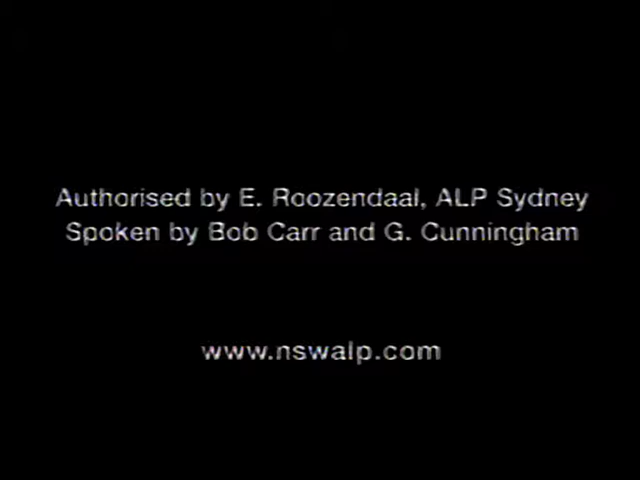 Authorised by E. Roozendaal, ALP Sydney
Spoken by Bob Carr and G. Cunningham
www.nswalp.com